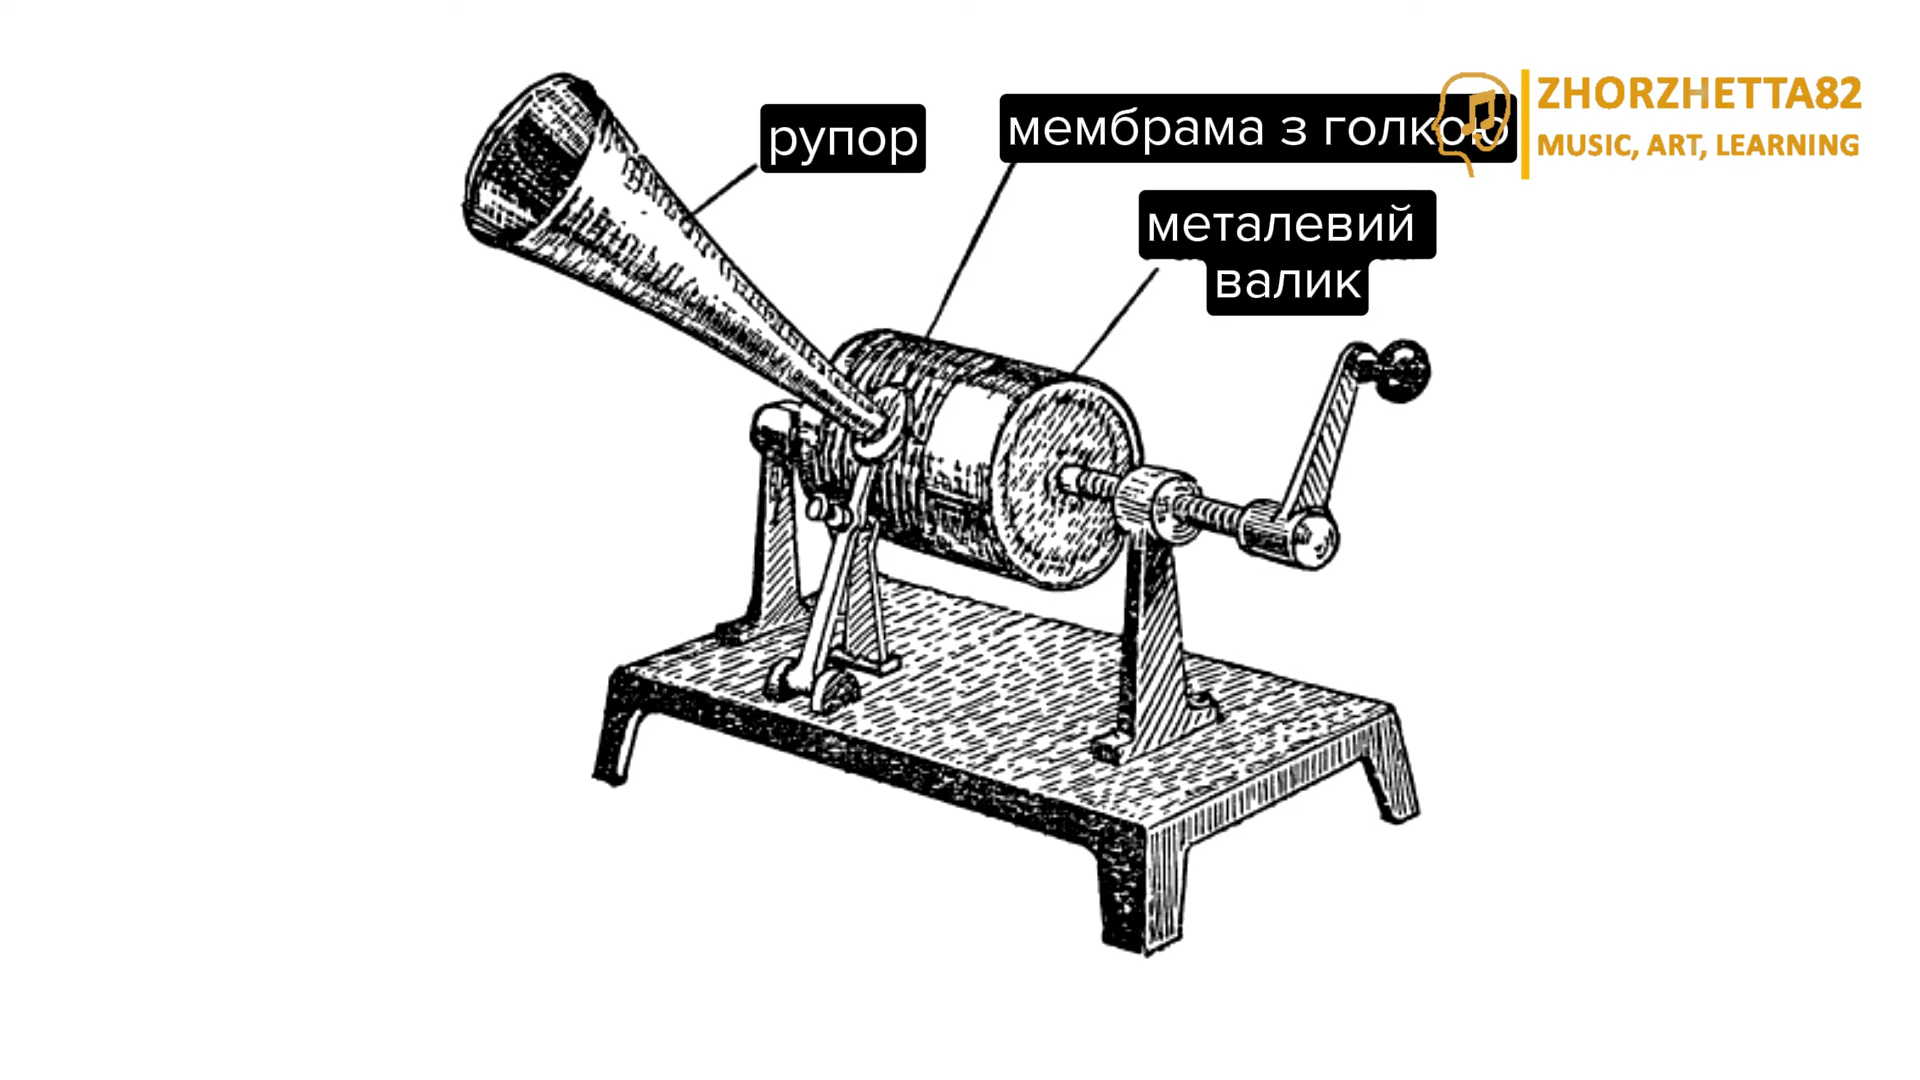 рупор
мембрама з голкою
металевий
валик
ZHORZHETTA82
MUSIC, ART, LEARNING